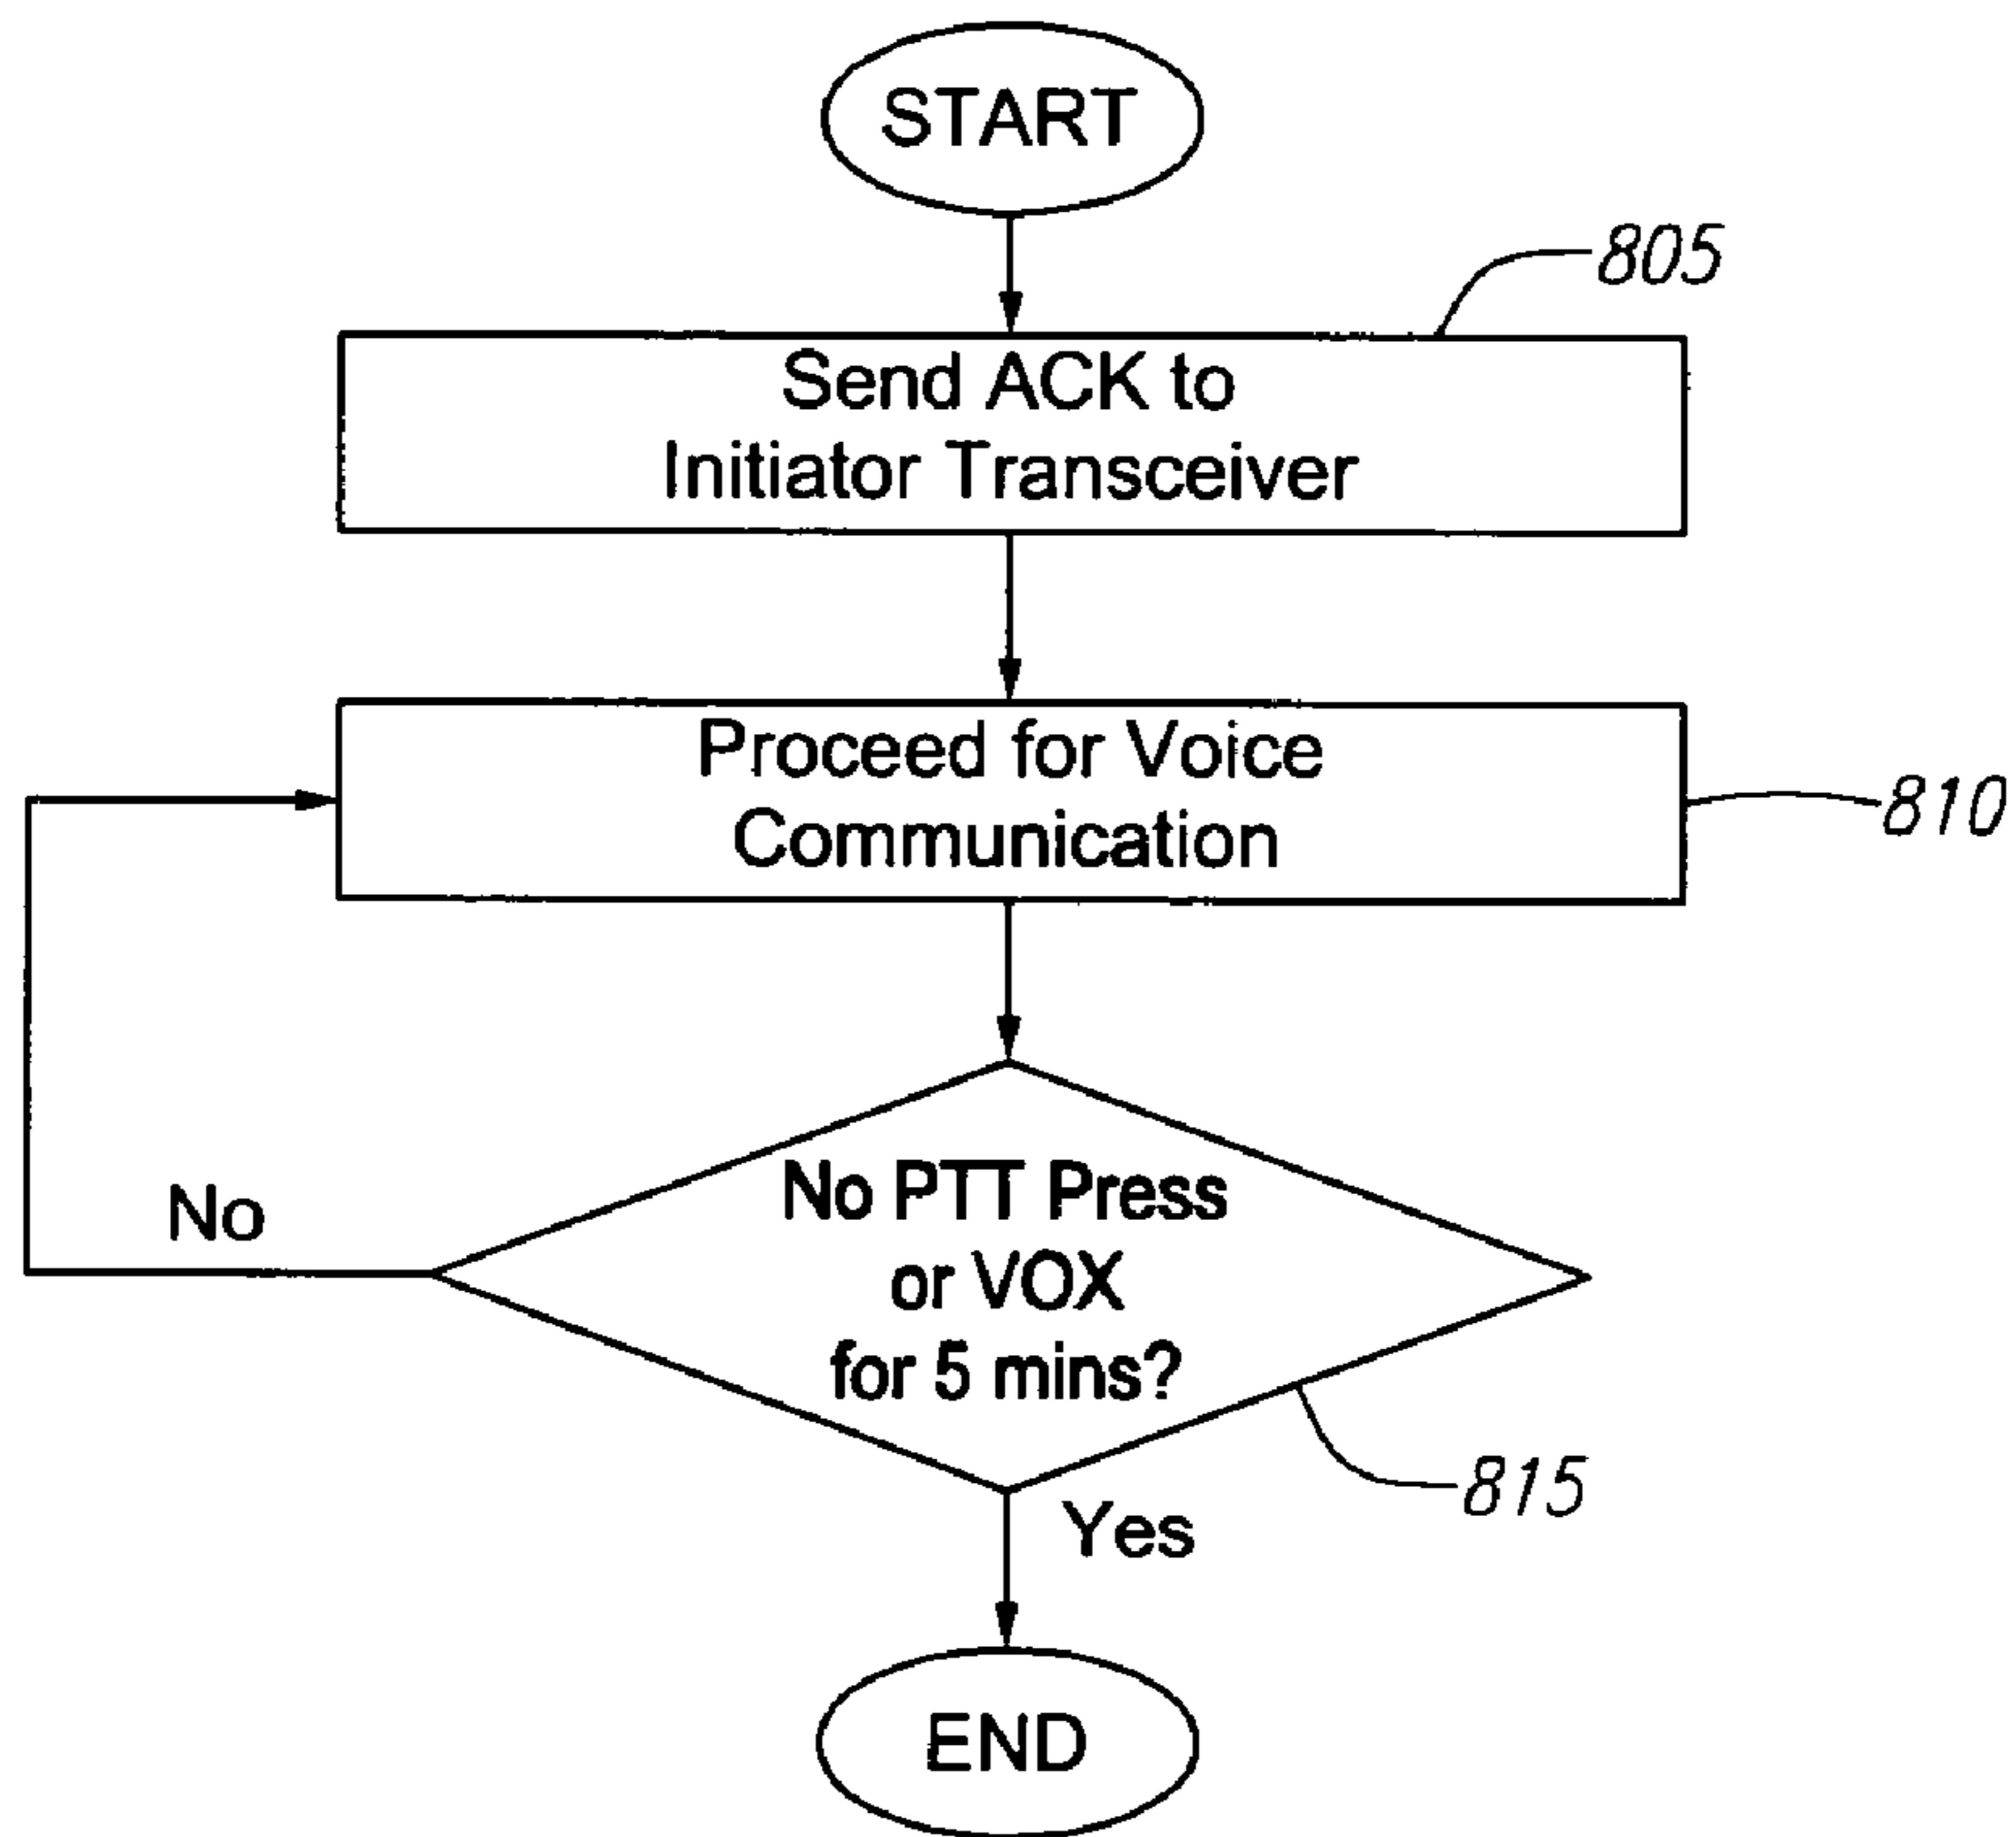 START
805
Send ACK to
Initiator Transceiver
Proceed for Voice
Communication
810
No PTT Press
or VOX
for 5 mins?
No
815
Yes
END